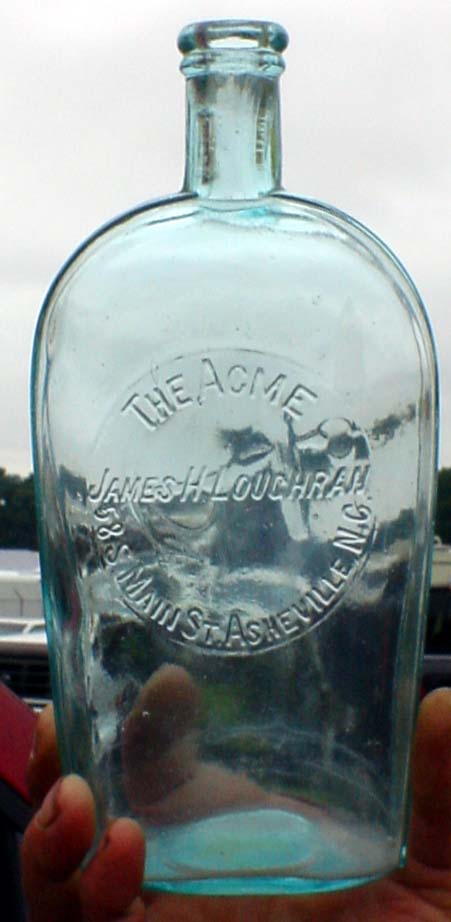 THE ACME
JAMES H. LOUGHRAN
58 S. MAIN ST. ASHEVILLE N.C.